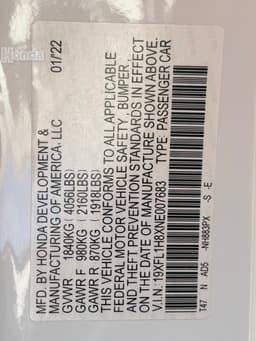 Honda
MFD. BY HONDA DEVELOPMENT &
MANUFACTURING OF AMERICA, LLC 01/22
GVWR 1840KG (4056LBS)
GAWR F 980KG (2160LBS)
GAWR R 870KG (1918LBS)
THIS VEHICLE CONFORMS TO ALL APPLICABLE
FEDERAL MOTOR VEHICLE SAFETY, BUMPER,
AND THEFT PREVENTION STANDARDS IN EFFECT
ON THE DATE OF MANUFACTURE SHOWN ABOVE.
V.I.N.: 19XFL1H8XNE007683 TYPE: PASSENGER CAR
T47 N AD5 -NH883PX -S -E